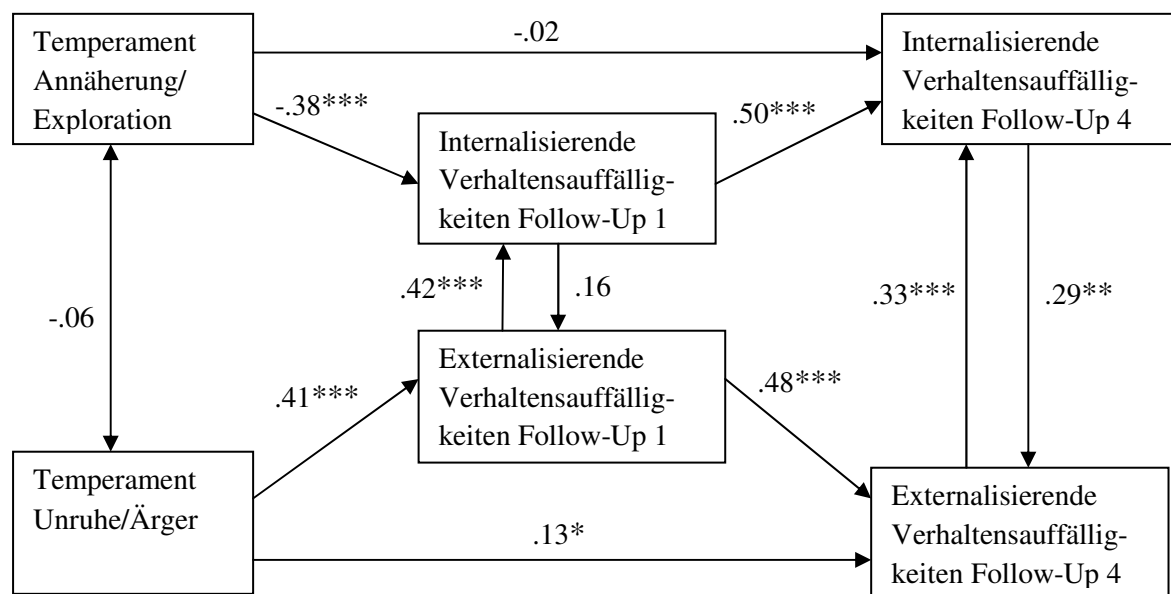 Temperament
Annäherung/
Exploration
-.02
Internalisierende
Verhaltensauffällig-
keiten Follow-Up 4
-.38***
.50***
Internalisierende
Verhaltensauffällig-
keiten Follow-Up 1
-.06
.42***
.16
.33***
.29**
Externalisierende
Verhaltensauffällig-
keiten Follow-Up 1
.41***
.48***
Temperament
Unruhe/Ärger
.13*
Externalisierende
Verhaltensauffällig-
keiten Follow-Up 4